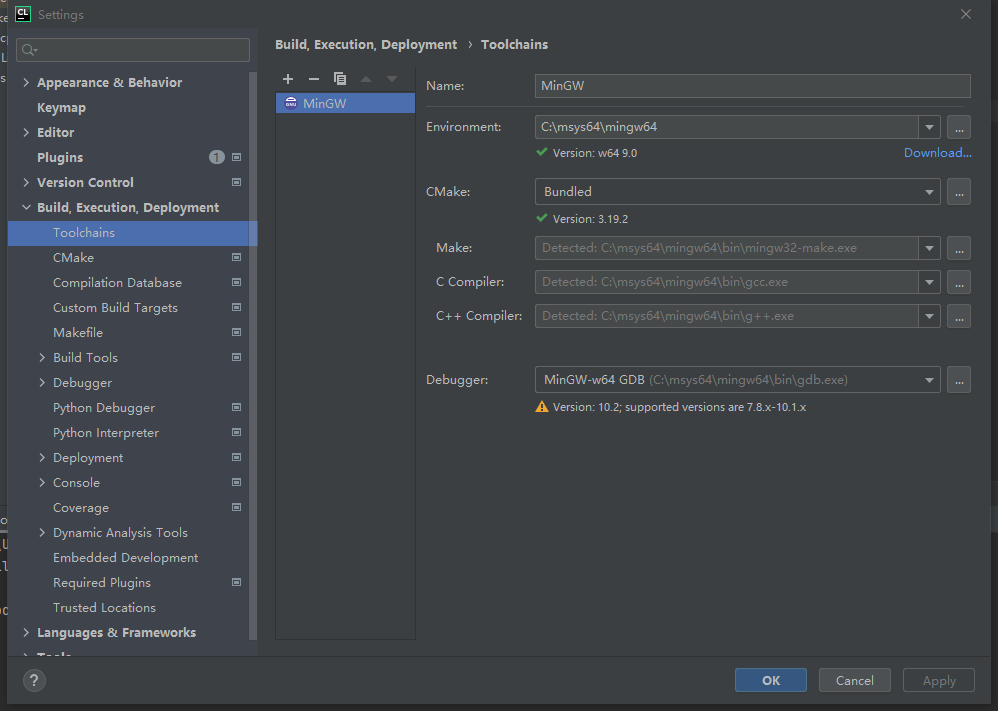 CL Settings
Build, Execution, Deployment › Toolchains
Appearance & Behavior
Keymap
Editor
Plugins 1
Version Control
Build, Execution, Deployment
Toolchains
CMake
Compilation Database
Custom Build Targets
Makefile
Build Tools
Debugger
Python Debugger
Python Interpreter
Deployment
Console
Coverage
Dynamic Analysis Tools
Embedded Development
Required Plugins
Trusted Locations
Languages & Frameworks
Tools
MinGW
Name: MinGW
Environment: C:\msys64\mingw64 ...
Version: w64 9.0 Download...
CMake: Bundled ...
Version: 3.19.2
Make: Detected: C:\msys64\mingw64\bin\mingw32-make.exe ...
C Compiler: Detected: C:\msys64\mingw64\bin\gcc.exe ...
C++ Compiler: Detected: C:\msys64\mingw64\bin\g++.exe ...
Debugger: MinGW-w64 GDB (C:\msys64\mingw64\bin\gdb.exe) ...
Version: 10.2; supported versions are 7.8.x-10.1.x
? OK Cancel Apply